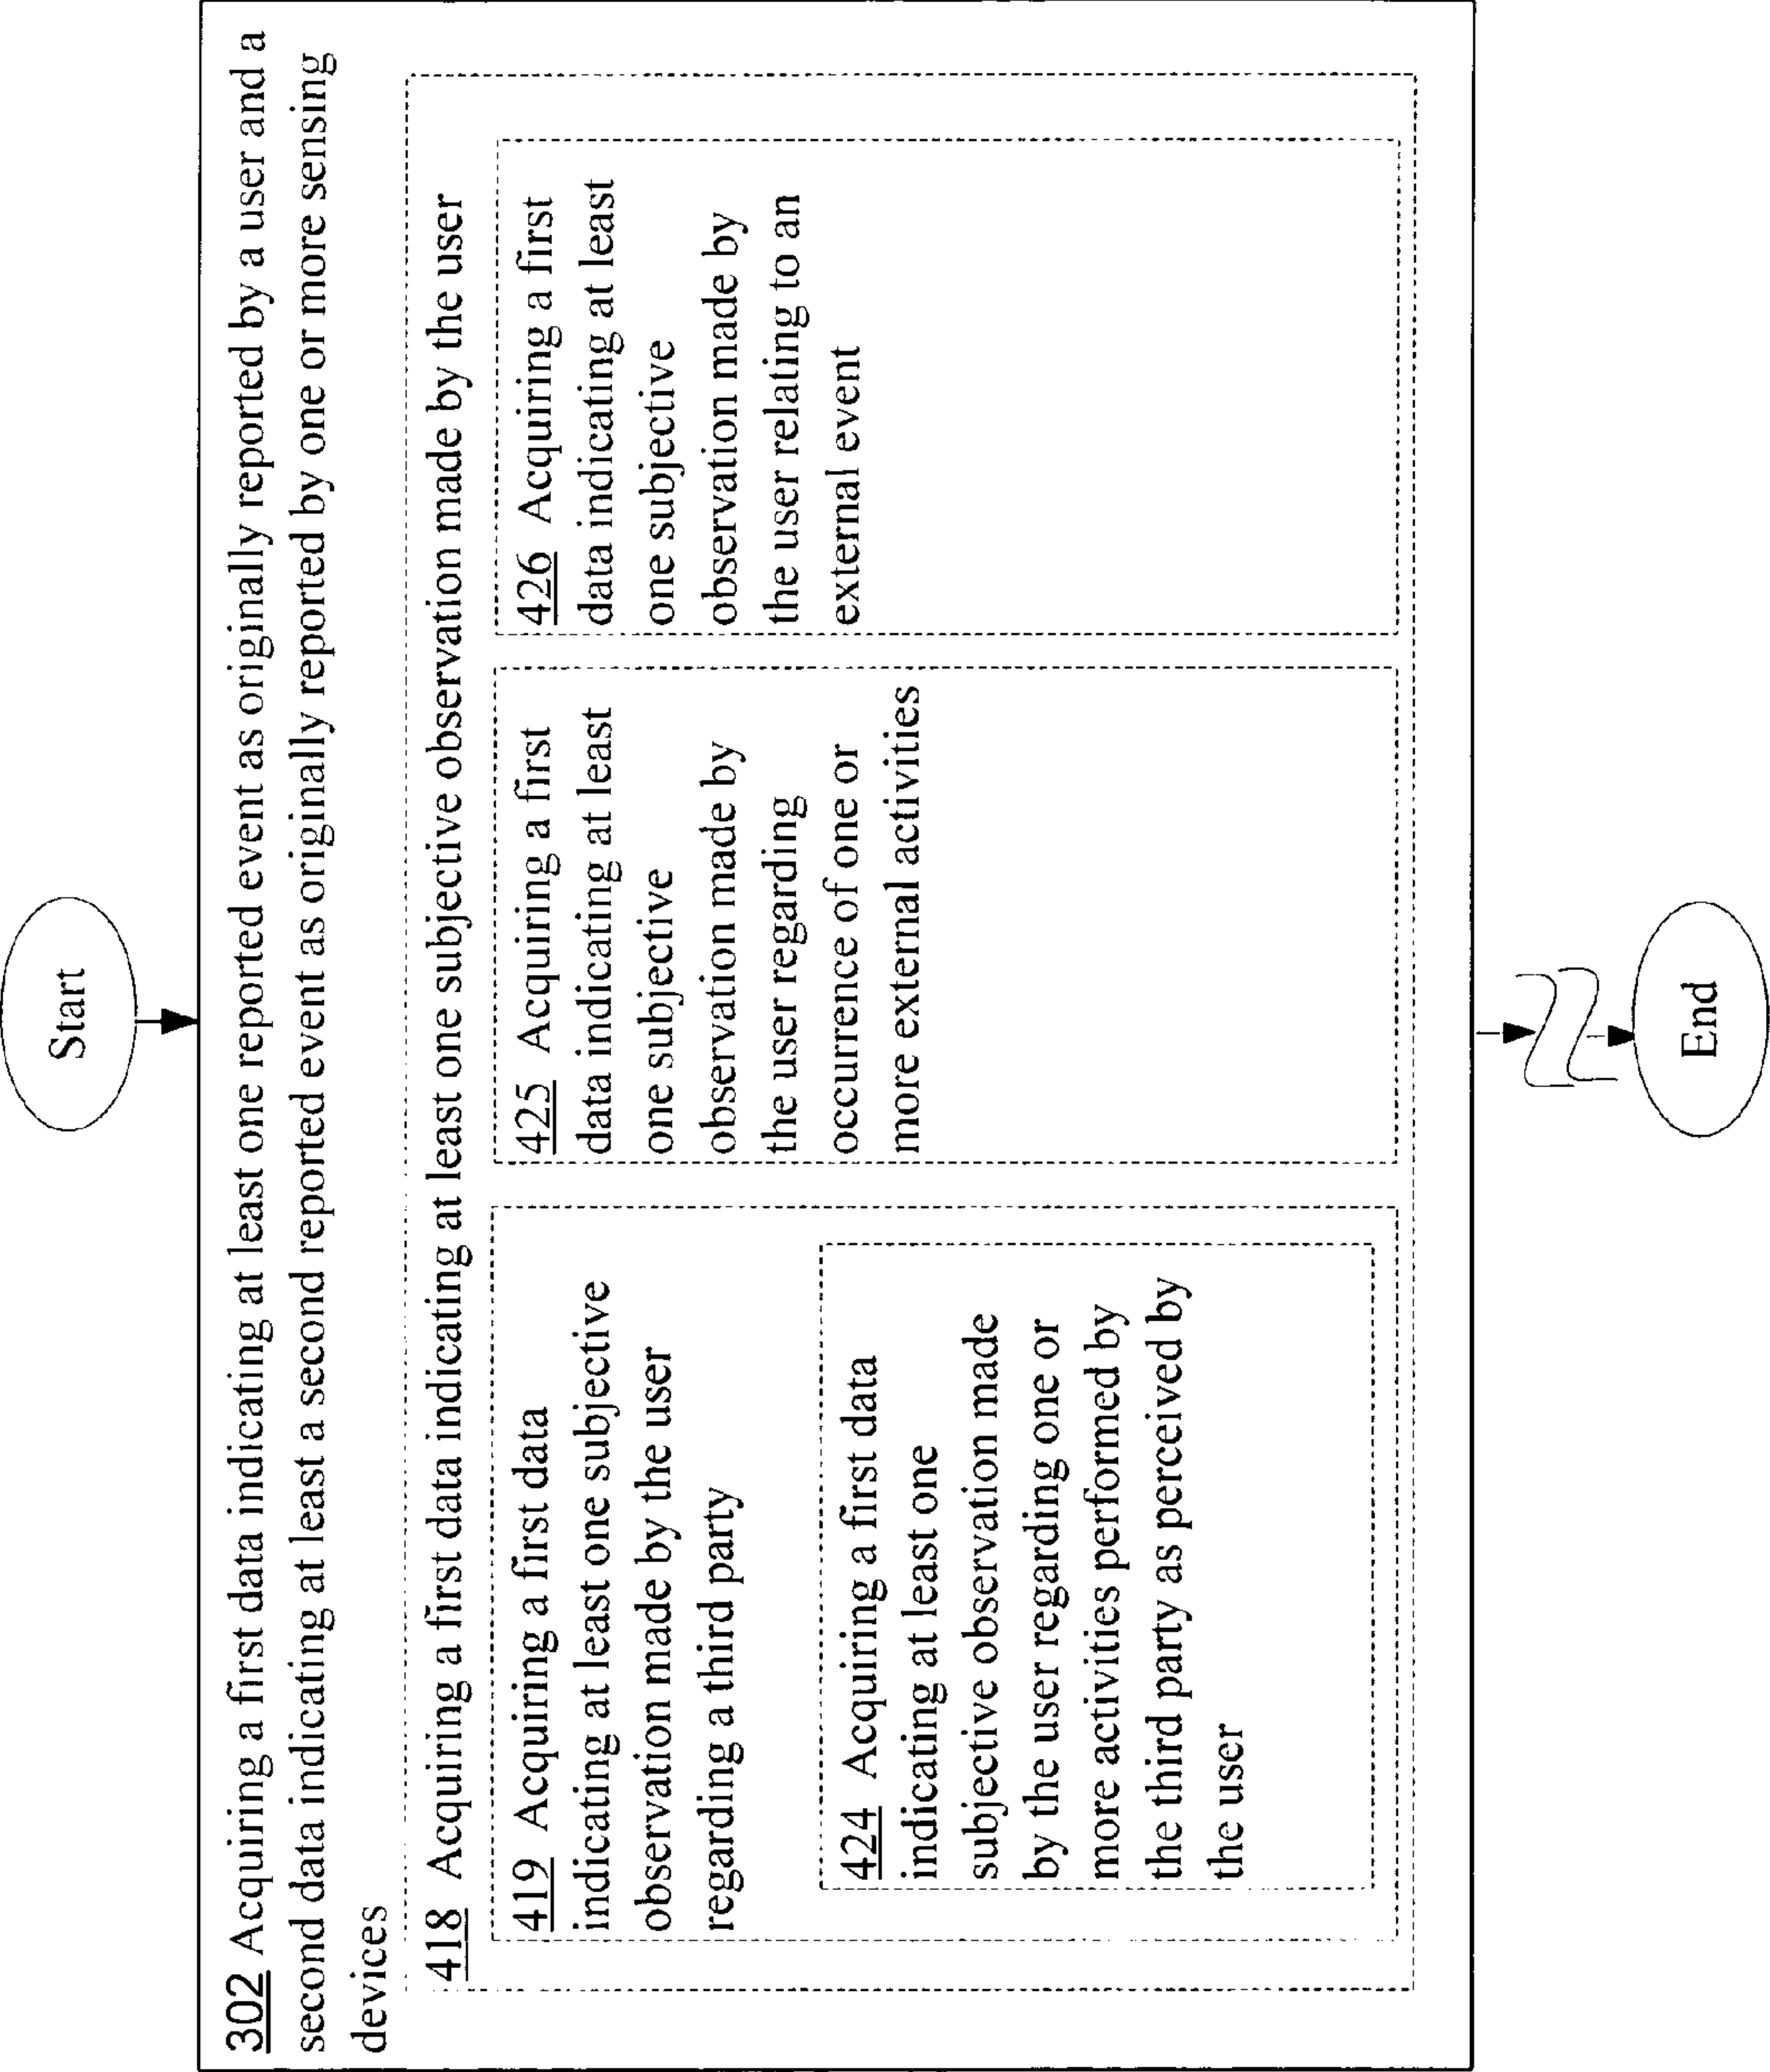 Start
302 Acquiring a first data indicating at least one reported event as originally reported by a user and a
second data indicating at least a second reported event as originally reported by one or more sensing
devices
418 Acquiring a first data indicating at least one subjective observation made by the user
419 Acquiring a first data
indicating at least one subjective
observation made by the user
regarding a third party
424 Acquiring a first data
indicating at least one
subjective observation made
by the user regarding one or
more activities performed by
the third party as perceived by
the user
425 Acquiring a first
data indicating at least
one subjective
observation made by
the user regarding
occurrence of one or
more external activities
426 Acquiring a first
data indicating at least
one subjective
observation made by
the user relating to an
external event
End